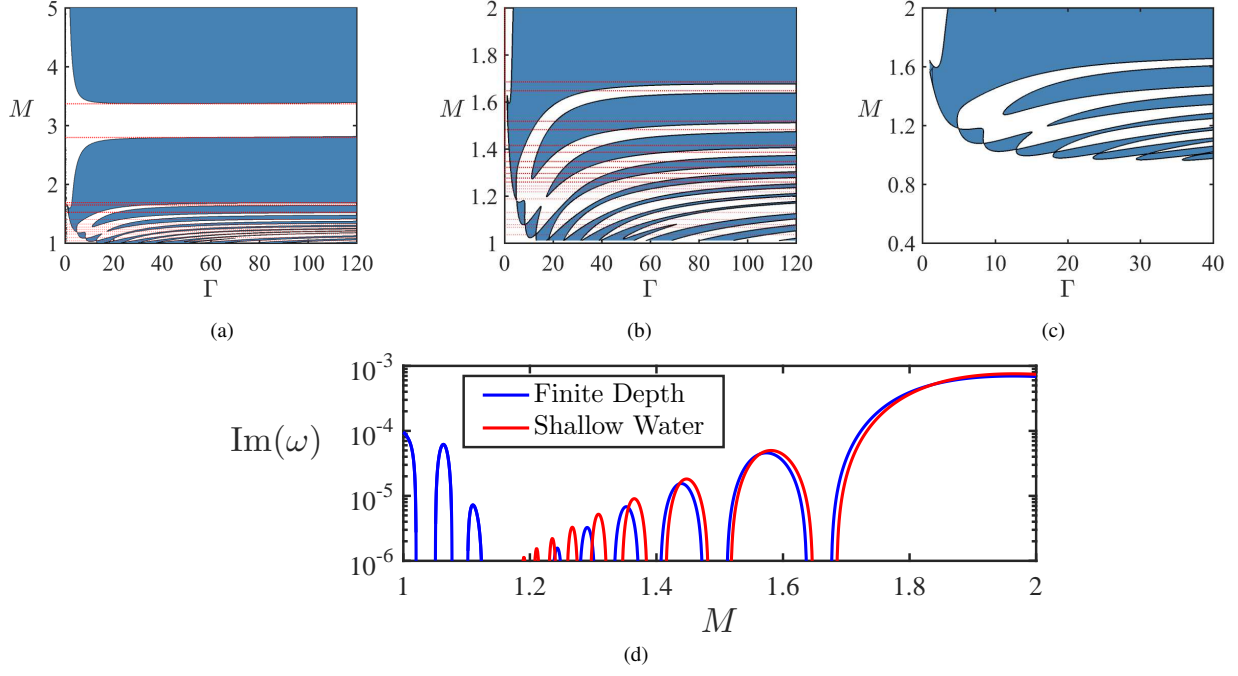 5
4
M
3
2
1
0 20 40 60 80 100 120
Γ
(a)
2
1.8
1.6
M
1.4
1.2
1
0 20 40 60 80 100 120
Γ
(b)
2
1.6
M
1.2
0.8
0.4
0 10 20 30 40
Γ
(c)
10⁻³
10⁻⁴
Im(ω)
10⁻⁵
10⁻⁶
Finite Depth
Shallow Water
1 1.2 1.4 1.6 1.8 2
M
(d)